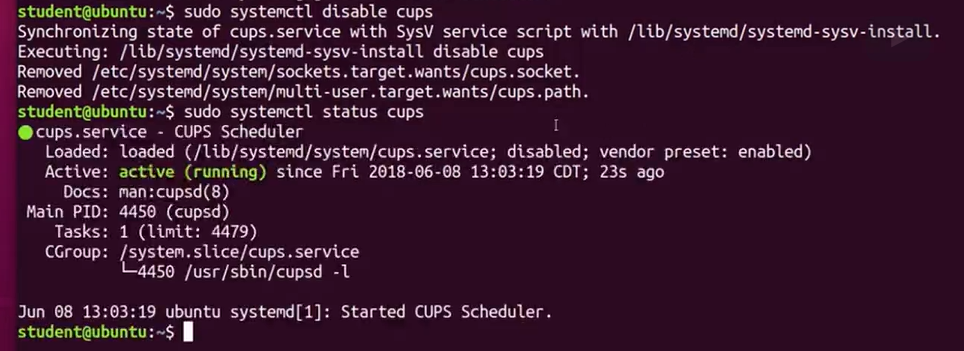 student@ubuntu:~$ sudo systemctl disable cups
Synchronizing state of cups.service with SysV service script with /lib/systemd/systemd-sysv-install.
Executing: /lib/systemd/systemd-sysv-install disable cups
Removed /etc/systemd/system/sockets.target.wants/cups.socket.
Removed /etc/systemd/system/multi-user.target.wants/cups.path.
student@ubuntu:~$ sudo systemctl status cups
●cups.service - CUPS Scheduler
   Loaded: loaded (/lib/systemd/system/cups.service; disabled; vendor preset: enabled)
   Active: active (running) since Fri 2018-06-08 13:03:19 CDT; 23s ago
     Docs: man:cupsd(8)
 Main PID: 4450 (cupsd)
    Tasks: 1 (limit: 4479)
   CGroup: /system.slice/cups.service
           └─4450 /usr/sbin/cupsd -l

Jun 08 13:03:19 ubuntu systemd[1]: Started CUPS Scheduler.
student@ubuntu:~$